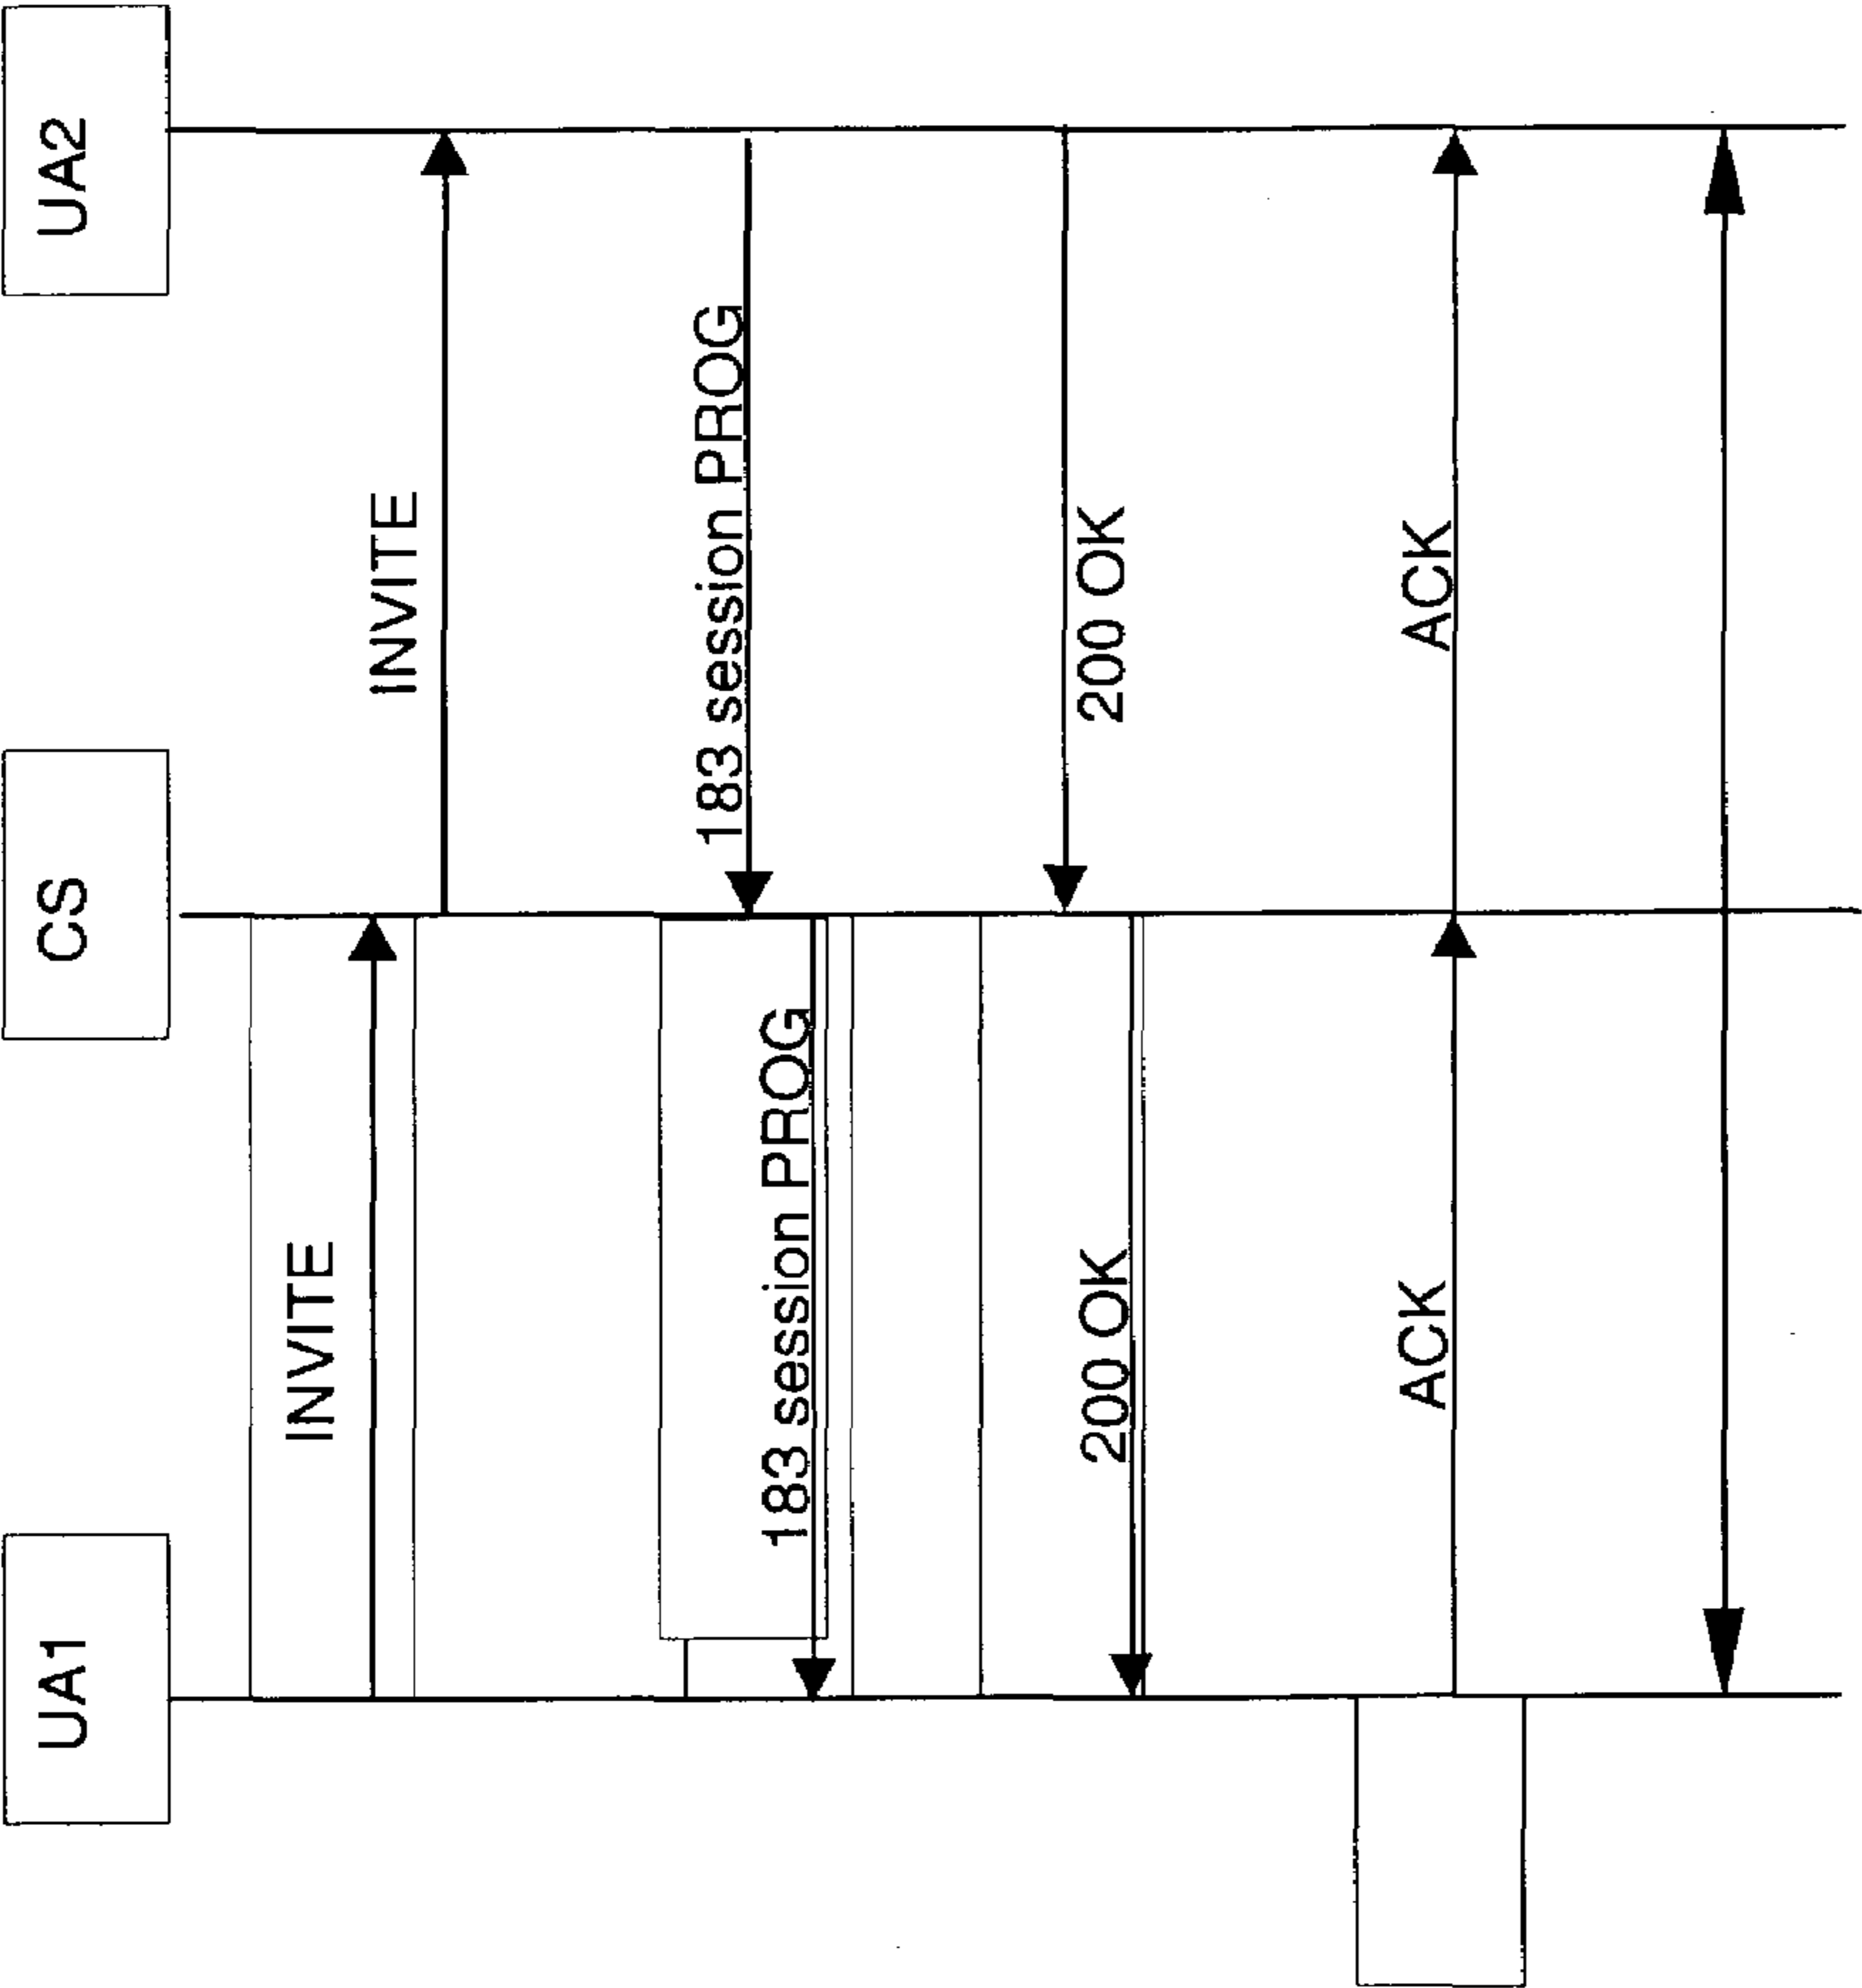 UA1
CS
UA2
INVITE
INVITE
183 session PROG
183 session PROG
200 OK
200 OK
ACK
ACK